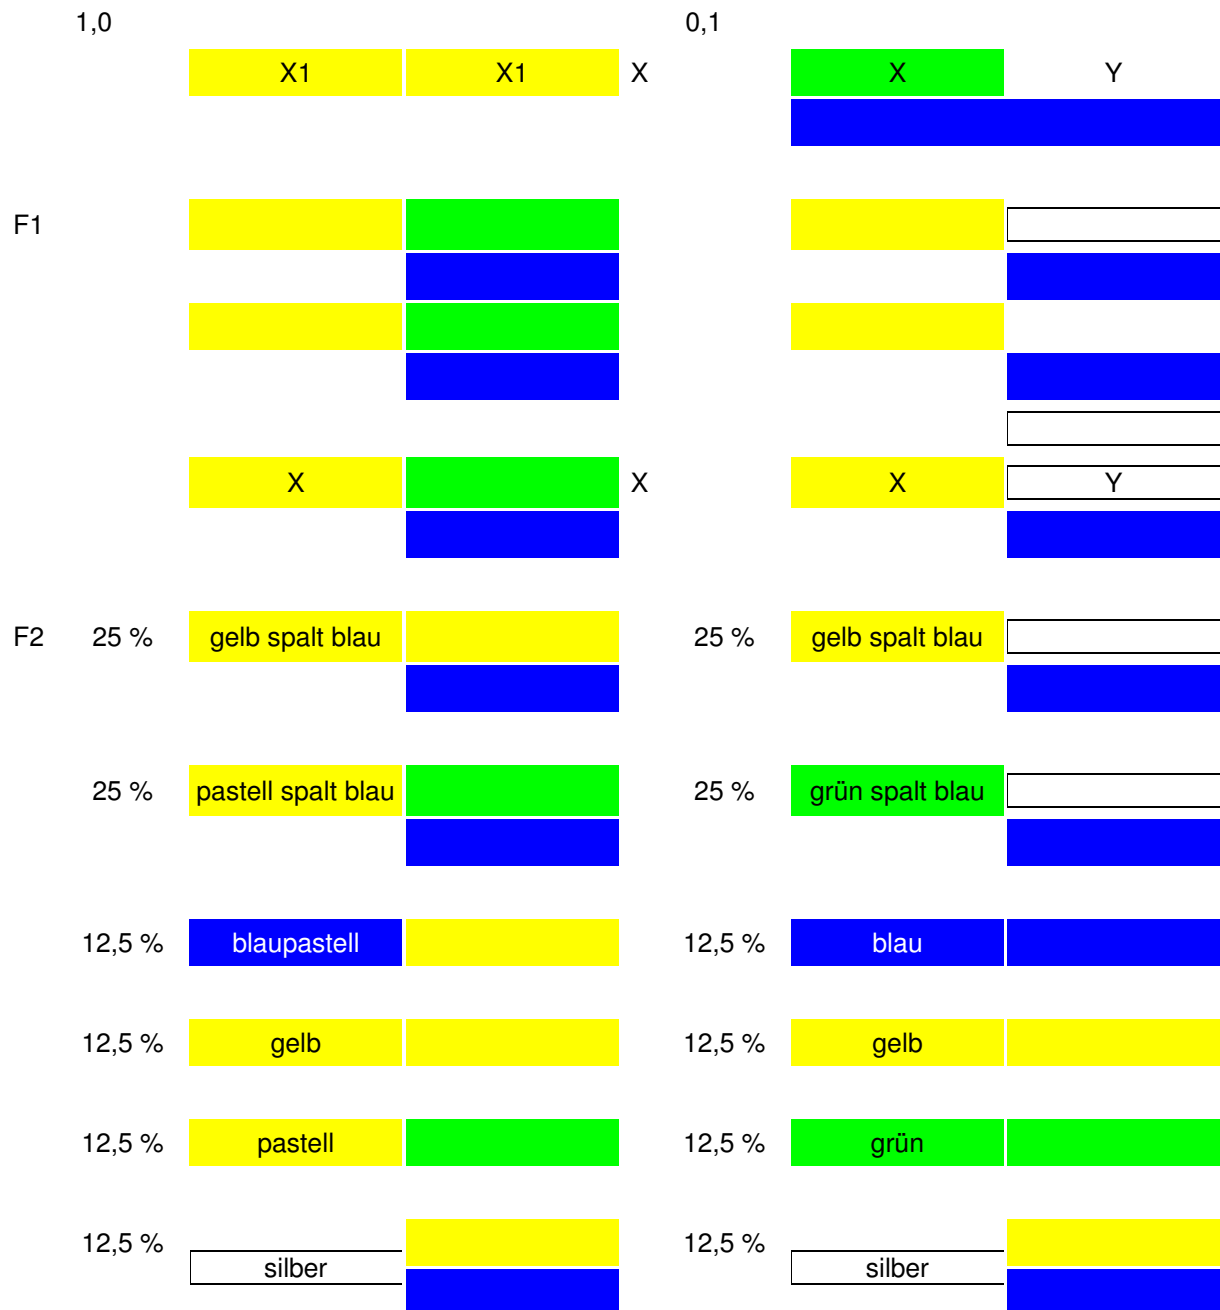 1,0 0,1
X1 X1 X X Y
F1
X X X Y
F2 25 % gelb spalt blau 25 % gelb spalt blau
25 % pastell spalt blau 25 % grün spalt blau
12,5 % blaupastell 12,5 % blau
12,5 % gelb 12,5 % gelb
12,5 % pastell 12,5 % grün
12,5 % silber 12,5 % silber